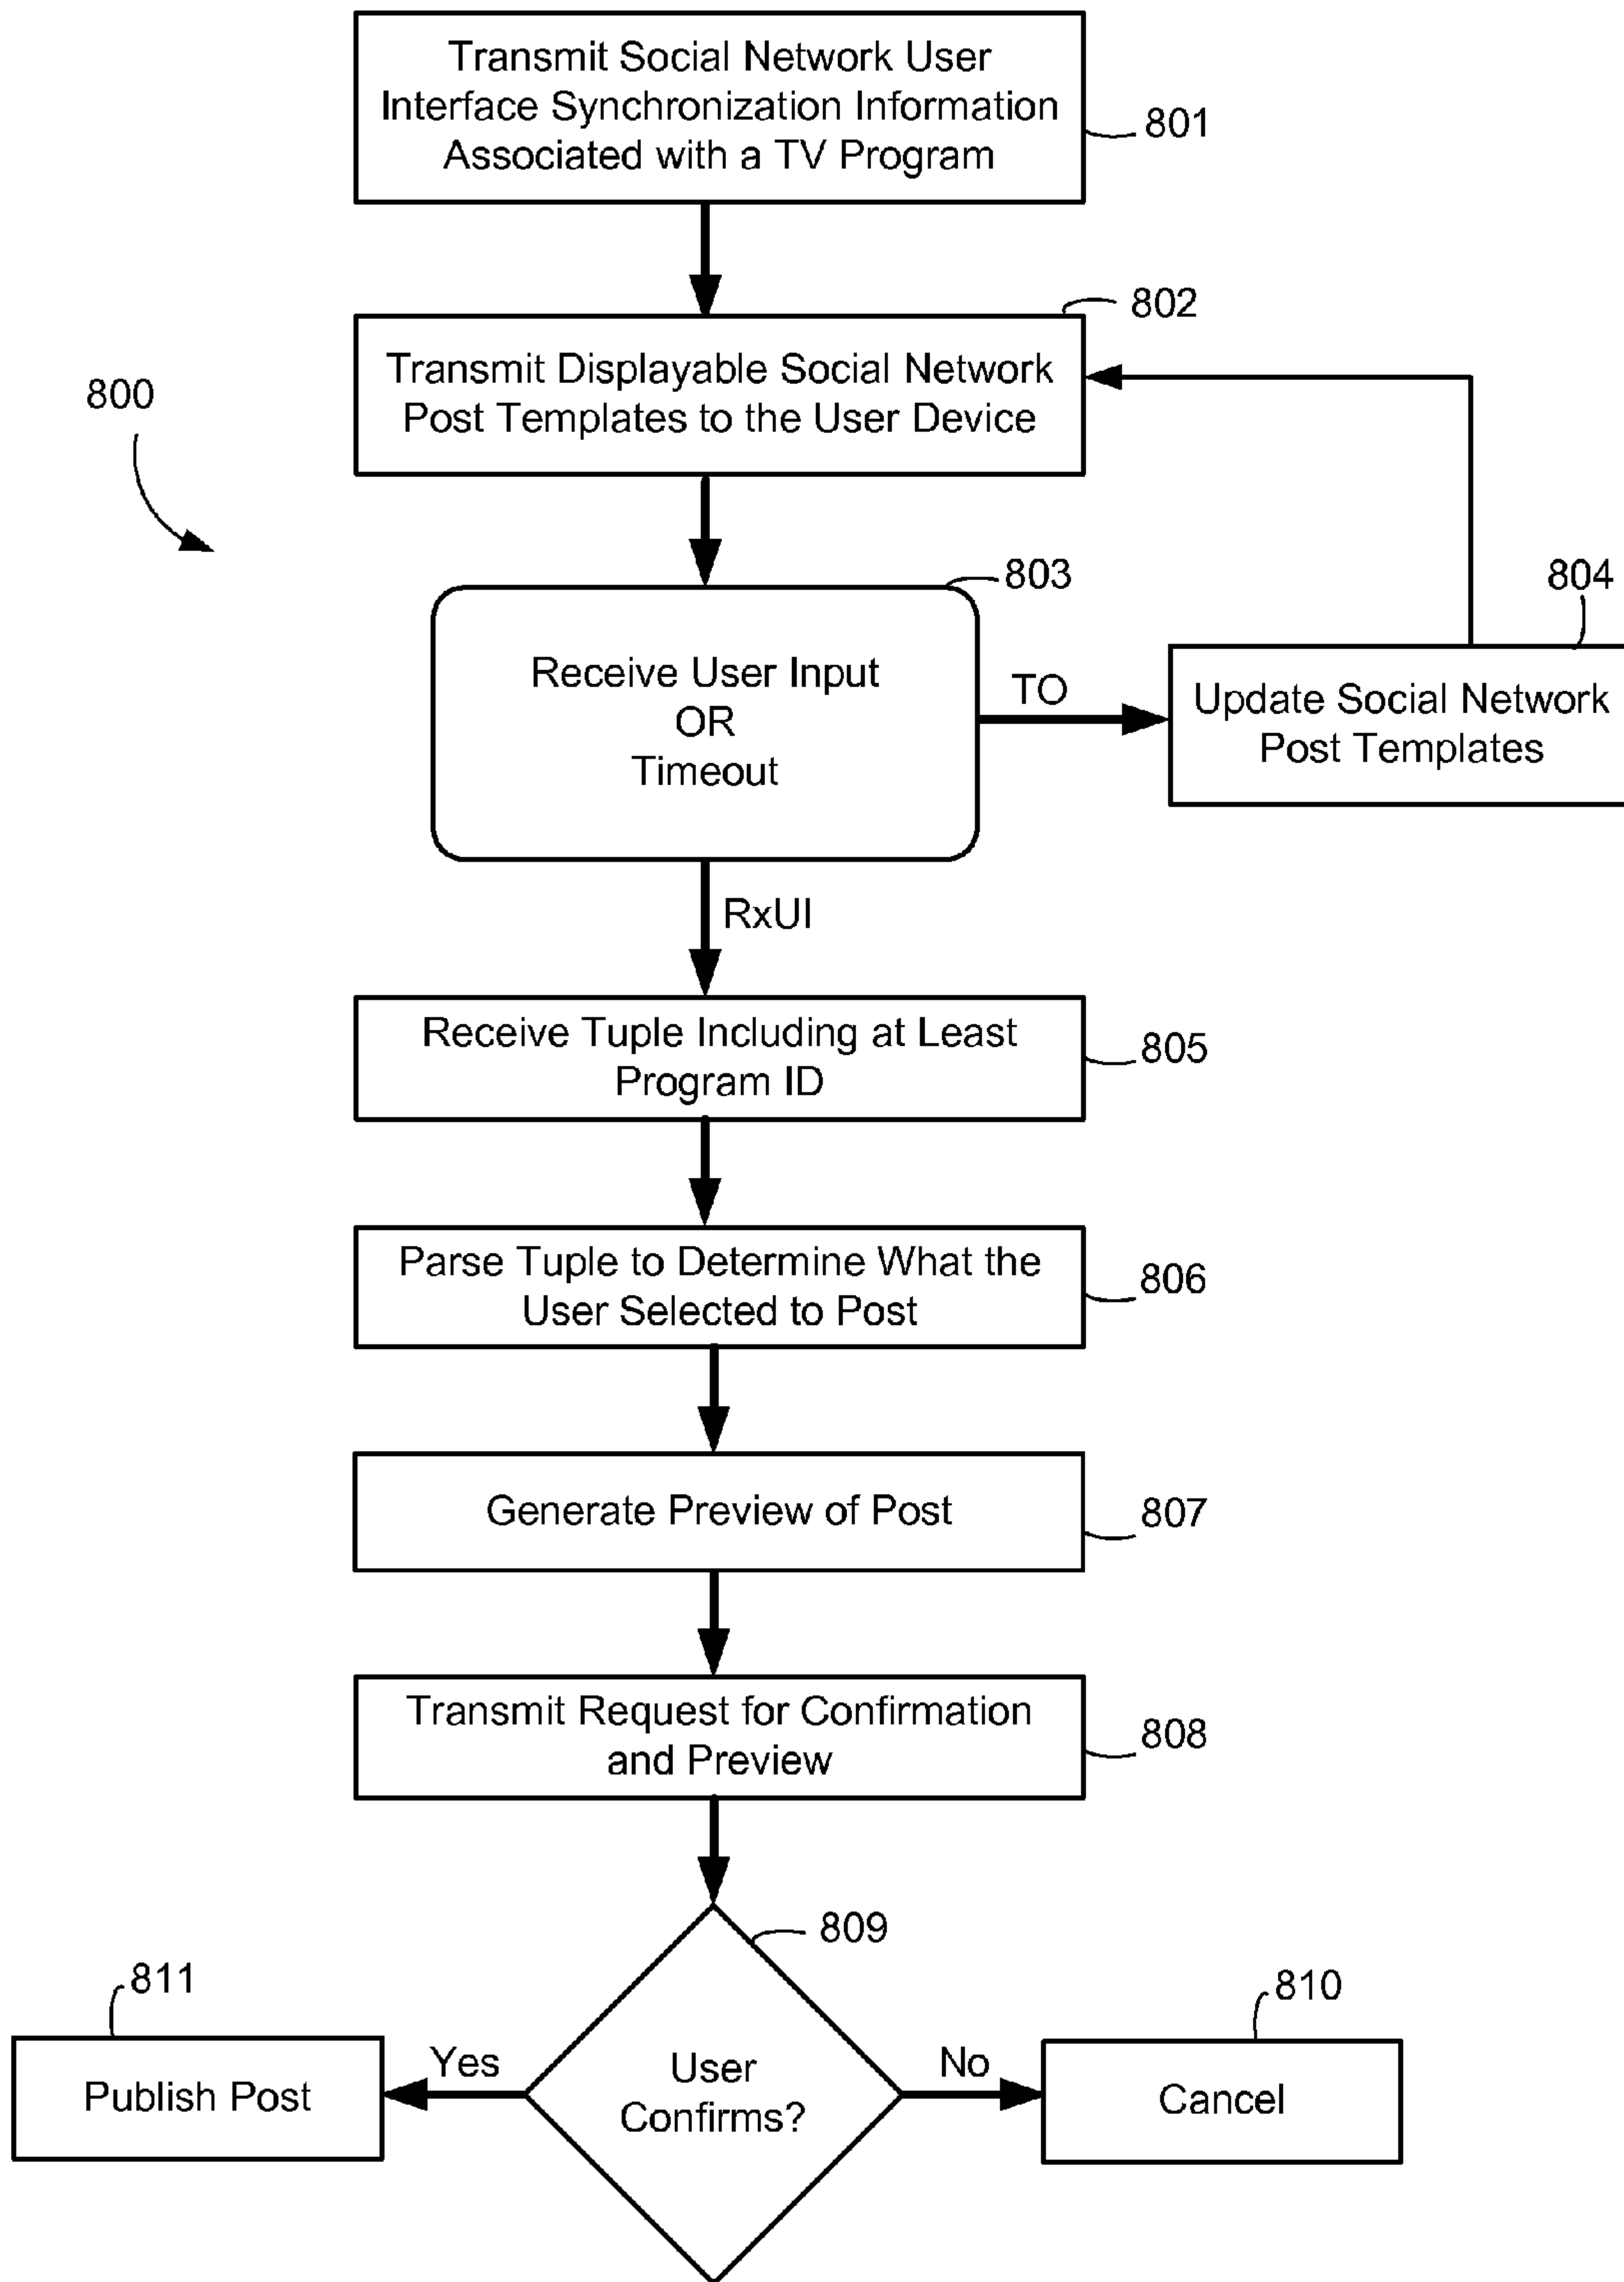 Transmit Social Network User
Interface Synchronization Information
Associated with a TV Program
801
802
Transmit Displayable Social Network
Post Templates to the User Device
800
803
804
Receive User Input
OR
Timeout
TO
Update Social Network
Post Templates
RxUI
Receive Tuple Including at Least
Program ID
805
Parse Tuple to Determine What the
User Selected to Post
806
Generate Preview of Post
807
Transmit Request for Confirmation
and Preview
808
809
811
810
Yes
No
User
Confirms?
Publish Post
Cancel